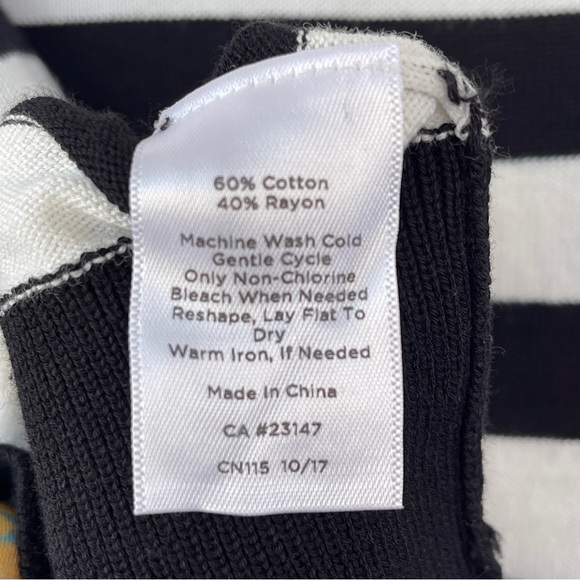 60% Cotton
40% Rayon
Machine Wash Cold
Gentle Cycle
Only Non-Chlorine
Bleach When Needed
Reshape, Lay Flat To
Dry
Warm Iron, If Needed
Made In China
CA #23147
CN115 10/17